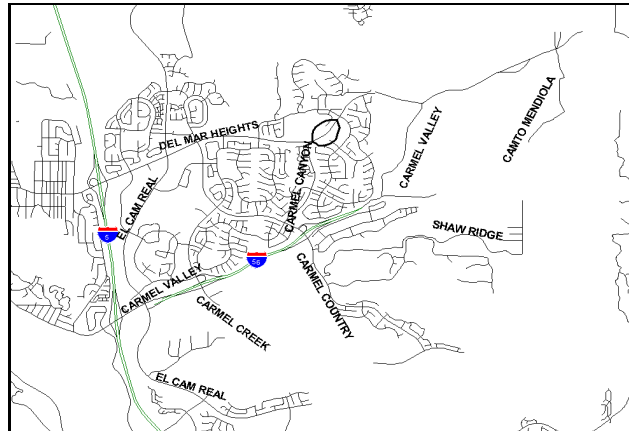 DEL MAR HEIGHTS
CAMTO MENDIOLA
CARMEL VALLEY
CARMEL CANYON
EL CAM REAL
SHAW RIDGE
5
56
CARMEL VALLEY
CARMEL COUNTRY
CARMEL CREEK
EL CAM REAL